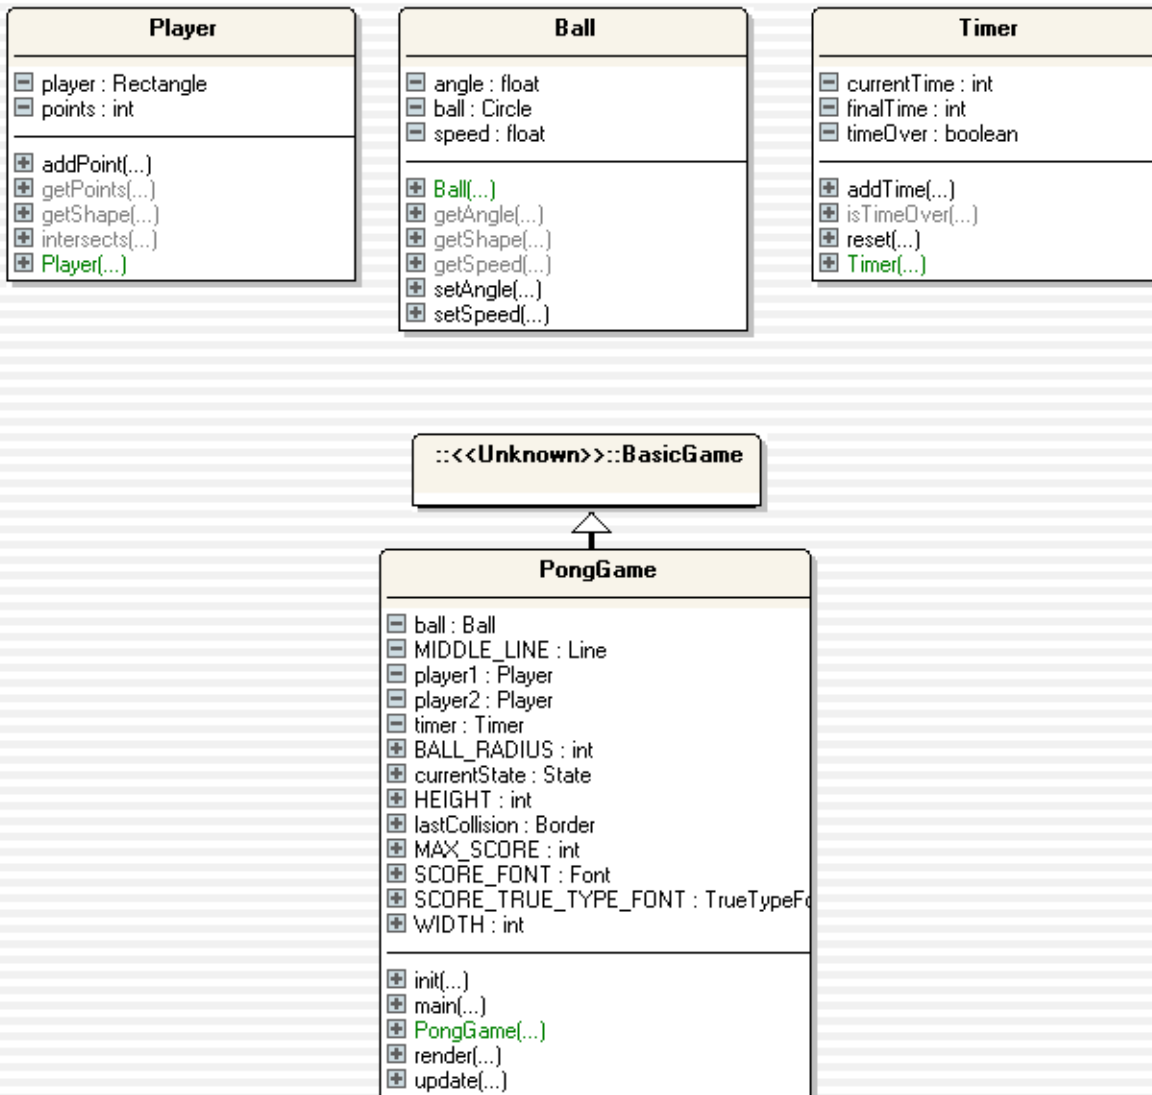 Player
player : Rectangle
points : int
addPoint(...)
getPoints(...)
getShape(...)
intersects(...)
Player(...)
Ball
angle : float
ball : Circle
speed : float
Ball(...)
getAngle(...)
getShape(...)
getSpeed(...)
setAngle(...)
setSpeed(...)
Timer
currentTime : int
finalTime : int
timeOver : boolean
addTime(...)
isTimeOver(...)
reset(...)
Timer(...)
::<<Unknown>>::BasicGame
PongGame
ball : Ball
MIDDLE_LINE : Line
player1 : Player
player2 : Player
timer : Timer
BALL_RADIUS : int
currentState : State
HEIGHT : int
lastCollision : Border
MAX_SCORE : int
SCORE_FONT : Font
SCORE_TRUE_TYPE_FONT : TrueTypeFo
WIDTH : int
init(...)
main(...)
PongGame(...)
render(...)
update(...)